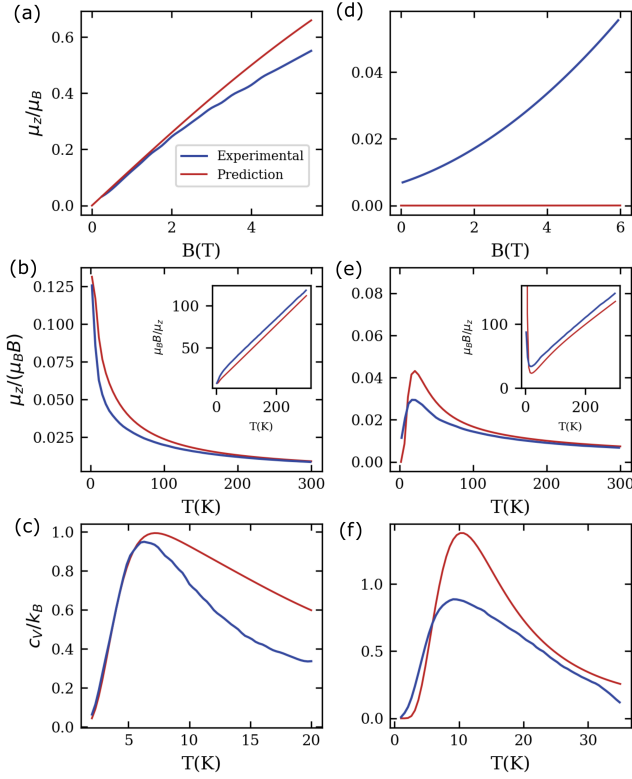 (a)
μz/μB
0.6
0.4
0.2
0.0
Experimental
Prediction
0
2
4
B(T)
(d)
0.04
0.02
0.00
0
2
4
6
B(T)
(b)
μz/(μBB)
0.125
0.100
0.075
0.050
0.025
μBB/μz
100
50
0
200
T(K)
0
100
200
300
T(K)
(e)
0.08
0.06
0.04
0.02
0.00
μBB/μz
100
0
200
T(K)
0
100
200
300
T(K)
(c)
cV/kB
1.0
0.8
0.6
0.4
0.2
0.0
5
10
15
20
T(K)
(f)
1.0
0.5
0.0
0
10
20
30
T(K)